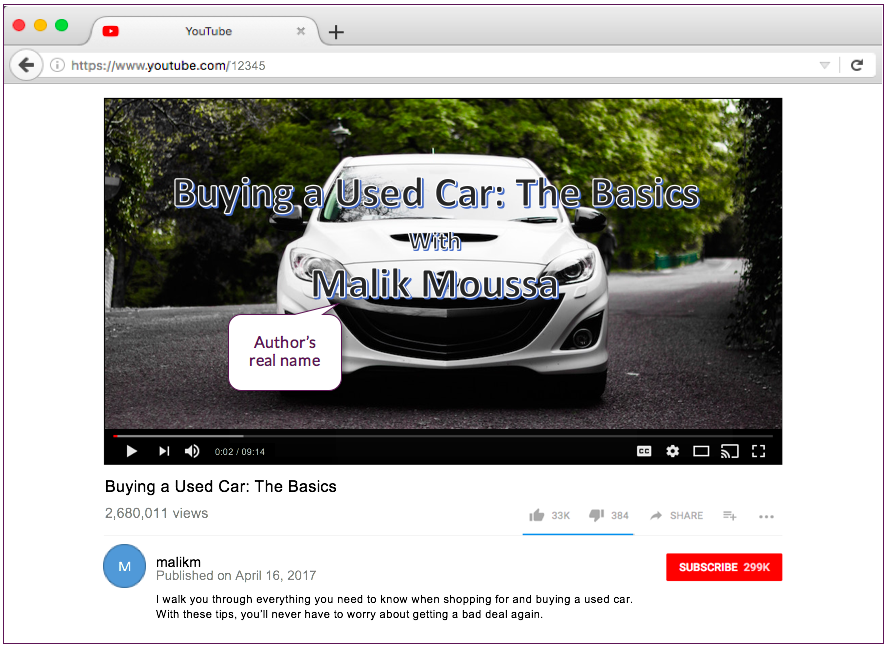 YouTube
https://www.youtube.com/12345
Buying a Used Car: The Basics
With
Malik Moussa
Author’s
real name
0:02 / 09:14
CC
Buying a Used Car: The Basics
2,680,011 views
33K 384 SHARE
M
malikm
Published on April 16, 2017
SUBSCRIBE 299K
I walk you through everything you need to know when shopping for and buying a used car.
With these tips, you’ll never have to worry about getting a bad deal again.